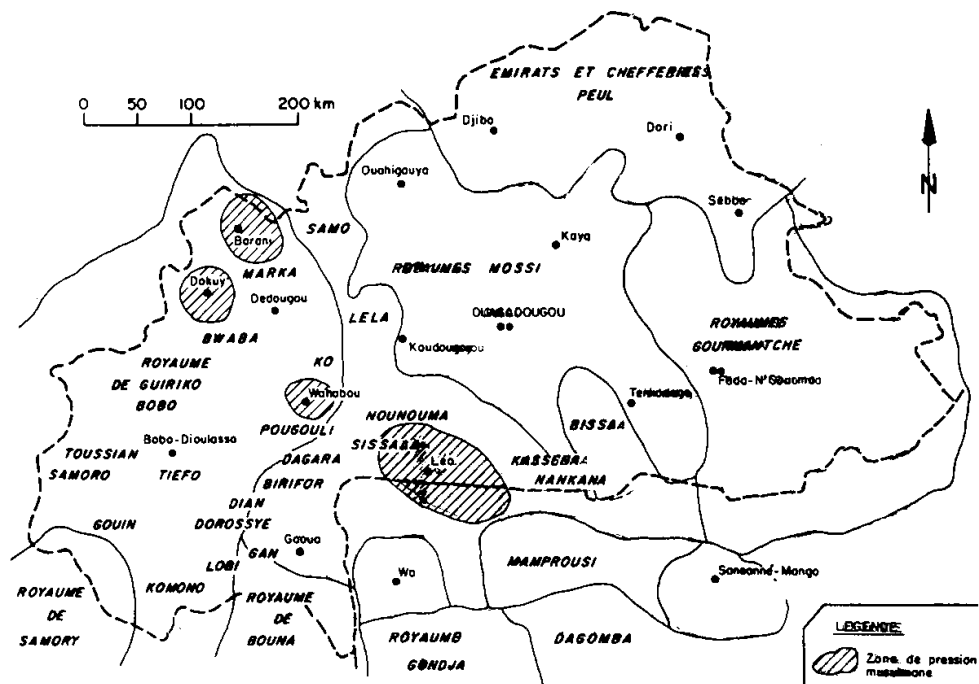 EMIRATS ET CHEFFERIES
PEUL
0 50 100 200 km
Djibo
Dori
N
Ouahigouya
Sebba
SAMO
Barani
Kaya
MARKA
ROYAUMES MOSSI
Dokuy
Dedougou
LELA
OUAGADOUGOU
ROYAUMES
GOURMANTCHE
BWABA
Koudougou
KO
ROYAUME
DE GUIRIKO
BOBO
Fada-N'Gourma
Wahabou
Tenkodogo
NOUNOUMA
BISSA
POUGOULI
Bobo-Dioulasso
SISSALA
TOUSSIAN
DAGARA
Léo
KASSENA
SAMORO
TIEFO
BIRIFOR
NANKANA
DIAN
GOUIN
DOROSSYE
Gaoua
GAN
LOBI
MAMPROUSI
Wa
Sansanné-Mango
KOMONO
ROYAUME
DE
SAMORY
ROYAUME
DE
BOUNA
ROYAUME
GONDJA
DAGOMBA
LEGENDE
Zone de pression
musulmane